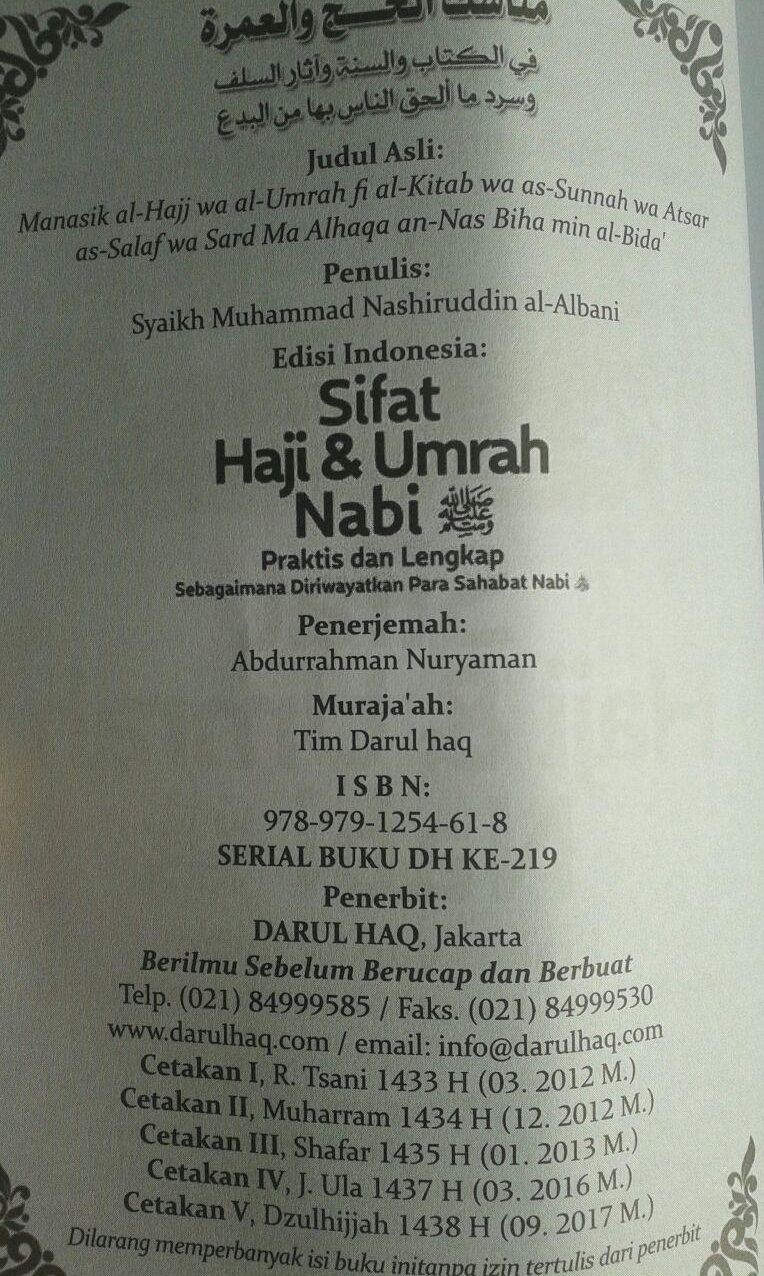 مناسك الحج والعمرة
في الكتاب والسنة وآثار السلف
وسرد ما ألحق الناس بها من البدع
Judul Asli:
Manasik al-Hajj wa al-Umrah fi al-Kitab wa as-Sunnah wa Atsar
as-Salaf wa Sard Ma Alhaqa an-Nas Biha min al-Bida'
Penulis:
Syaikh Muhammad Nashiruddin al-Albani
Edisi Indonesia:
Sifat
Haji & Umrah
Nabi ﷺ
Praktis dan Lengkap
Sebagaimana Diriwayatkan Para Sahabat Nabi
Penerjemah:
Abdurrahman Nuryaman
Muraja'ah:
Tim Darul haq
I S B N:
978-979-1254-61-8
SERIAL BUKU DH KE-219
Penerbit:
DARUL HAQ, Jakarta
Berilmu Sebelum Berucap dan Berbuat
Telp. (021) 84999585 / Faks. (021) 84999530
www.darulhaq.com / email: info@darulhaq.com
Cetakan I, R. Tsani 1433 H (03. 2012 M.)
Cetakan II, Muharram 1434 H (12. 2012 M.)
Cetakan III, Shafar 1435 H (01. 2013 M.)
Cetakan IV, J. Ula 1437 H (03. 2016 M.)
Cetakan V, Dzulhijjah 1438 H (09. 2017 M.)
Dilarang memperbanyak isi buku initanpa izin tertulis dari penerbit